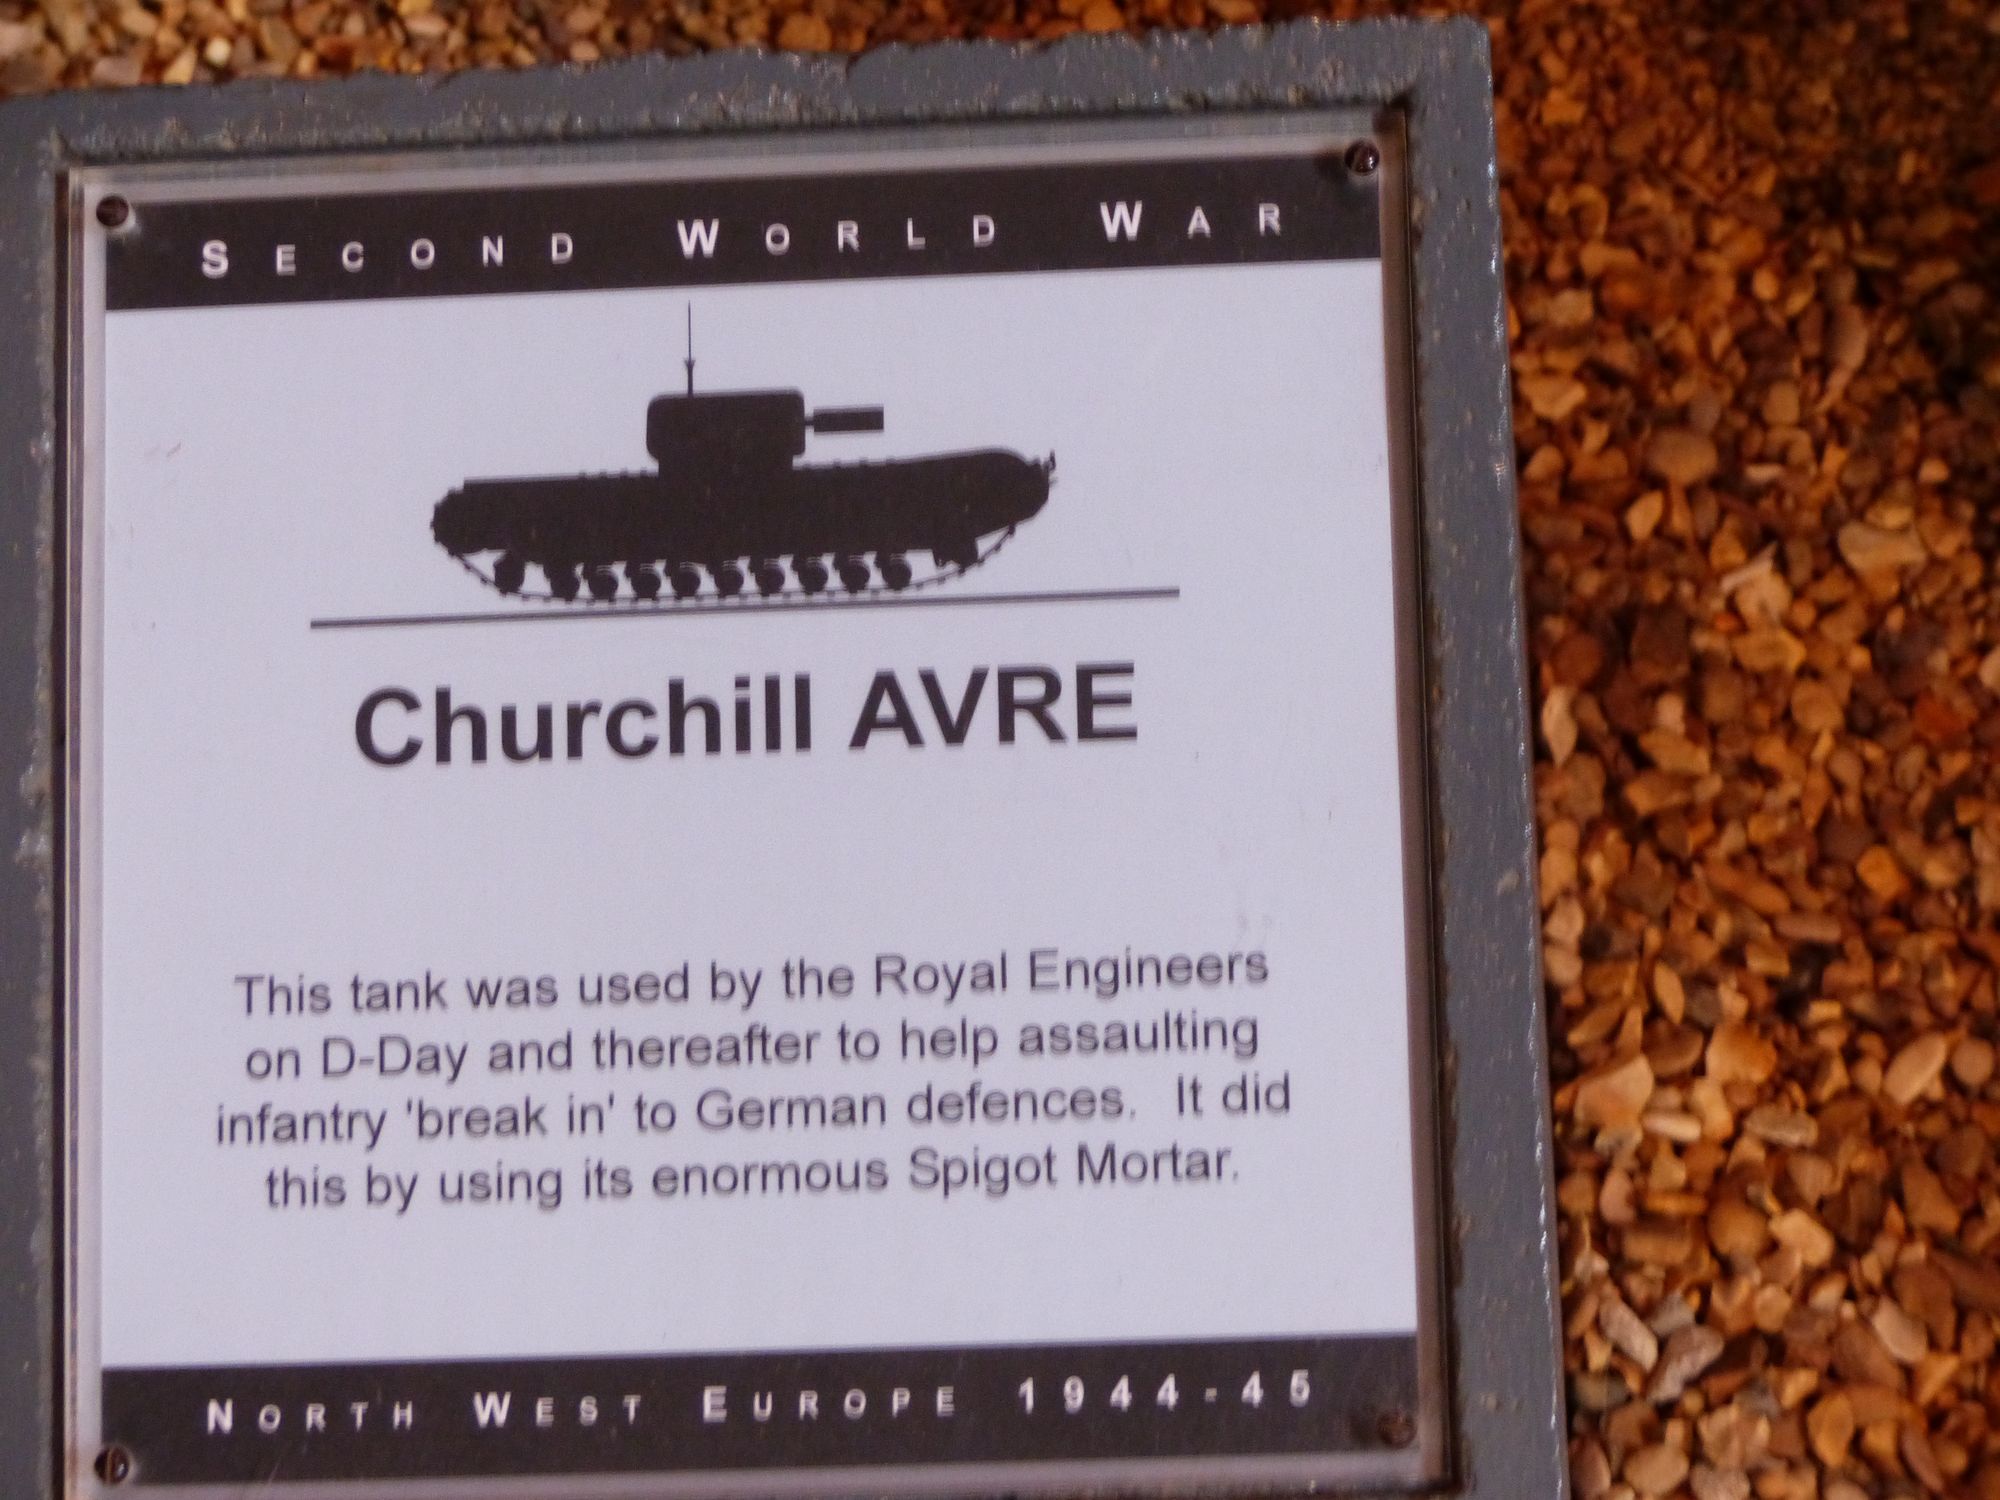 SECOND WORLD WAR
Churchill AVRE
This tank was used by the Royal Engineers
on D-Day and thereafter to help assaulting
infantry 'break in' to German defences.  It did
this by using its enormous Spigot Mortar.
NORTH WEST EUROPE 1944-45